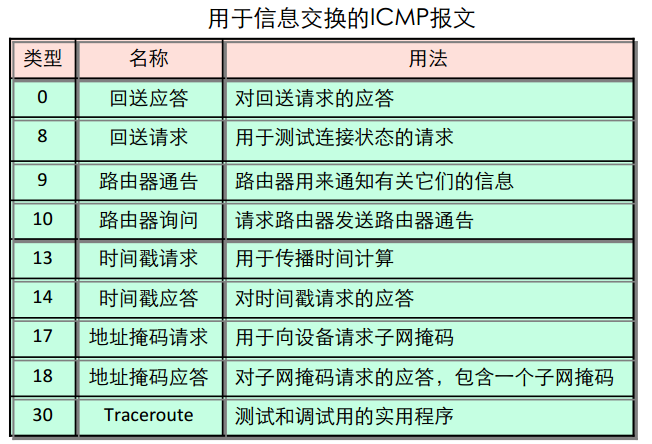 用于信息交换的ICMP报文
类型 名称 用法
0 回送应答 对回送请求的应答
8 回送请求 用于测试连接状态的请求
9 路由器通告 路由器用来通知有关它们的信息
10 路由器询问 请求路由器发送路由器通告
13 时间戳请求 用于传播时间计算
14 时间戳应答 对时间戳请求的应答
17 地址掩码请求 用于向设备请求子网掩码
18 地址掩码应答 对子网掩码请求的应答，包含一个子网掩码
30 Traceroute 测试和调试用的实用程序